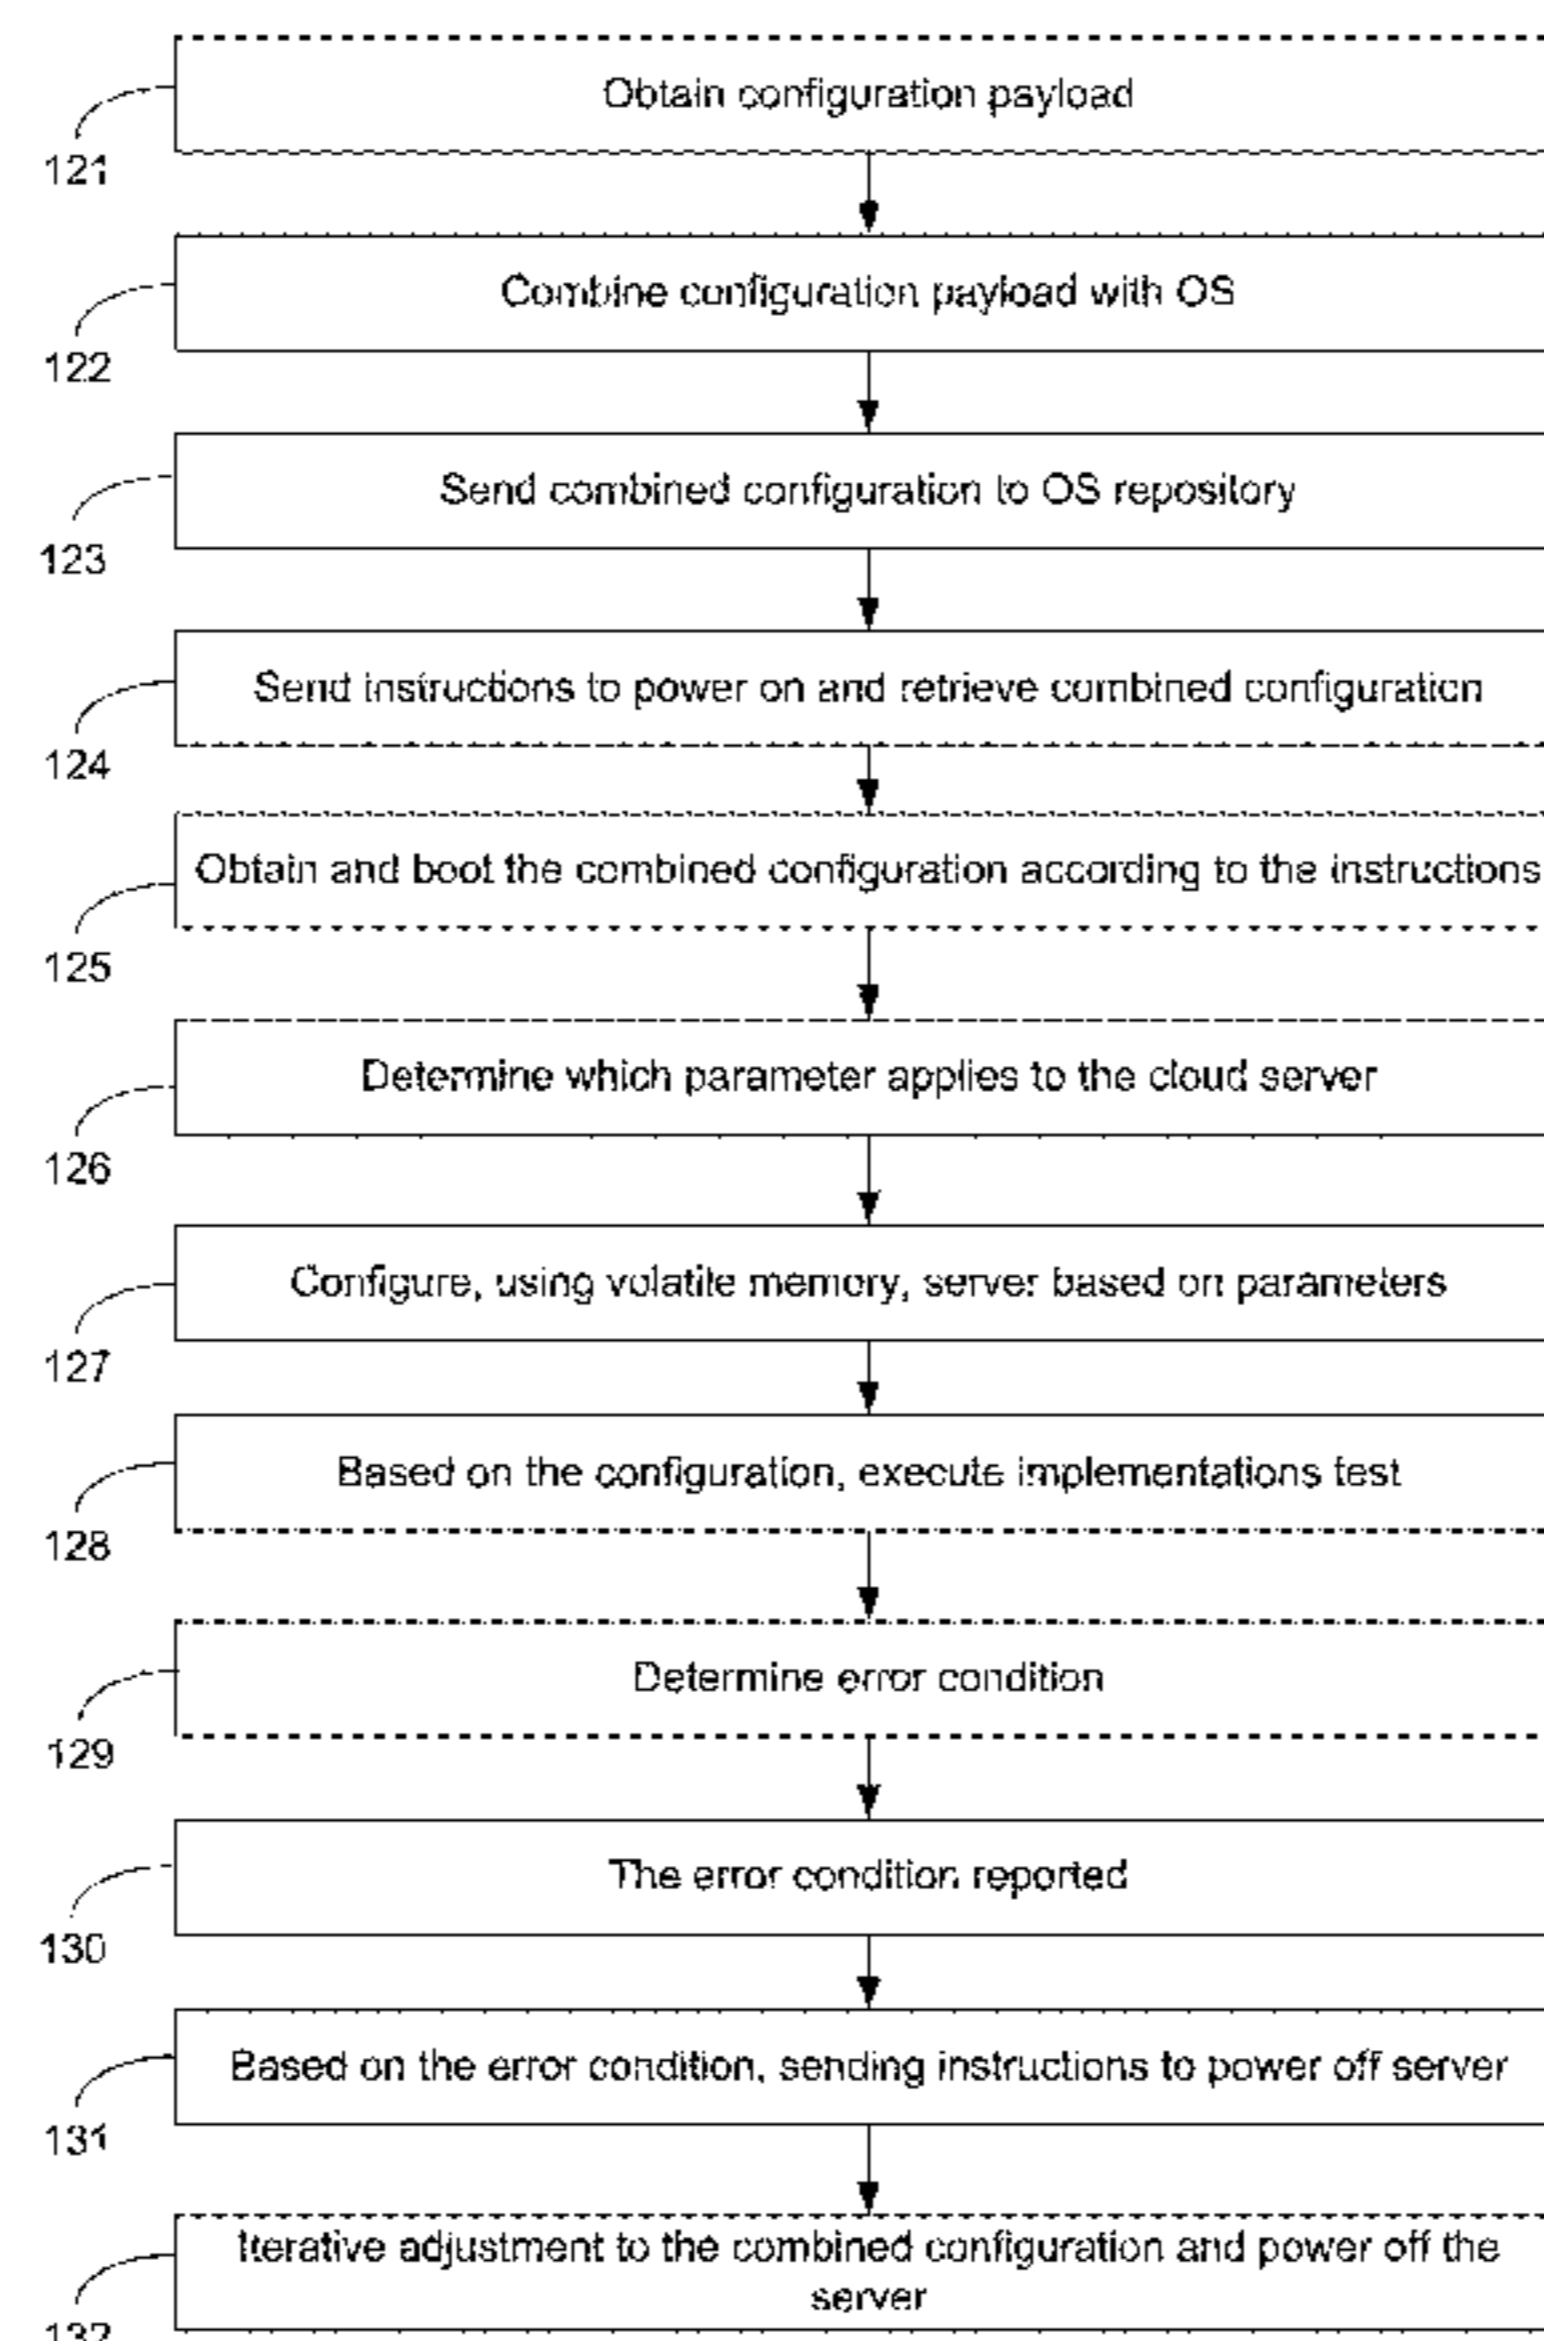 Obtain configuration payload
121
Combine configuration payload with OS
122
Send combined configuration to OS repository
123
Send instructions to power on and retrieve combined configuration
124
Obtain and boot the combined configuration according to the instructions
125
Determine which parameter applies to the cloud server
126
Configure, using volatile memory, server based on parameters
127
Based on the configuration, execute implementations test
128
Determine error condition
129
The error condition reported
130
Based on the error condition, sending instructions to power off server
131
Iterative adjustment to the combined configuration and power off the
server
132